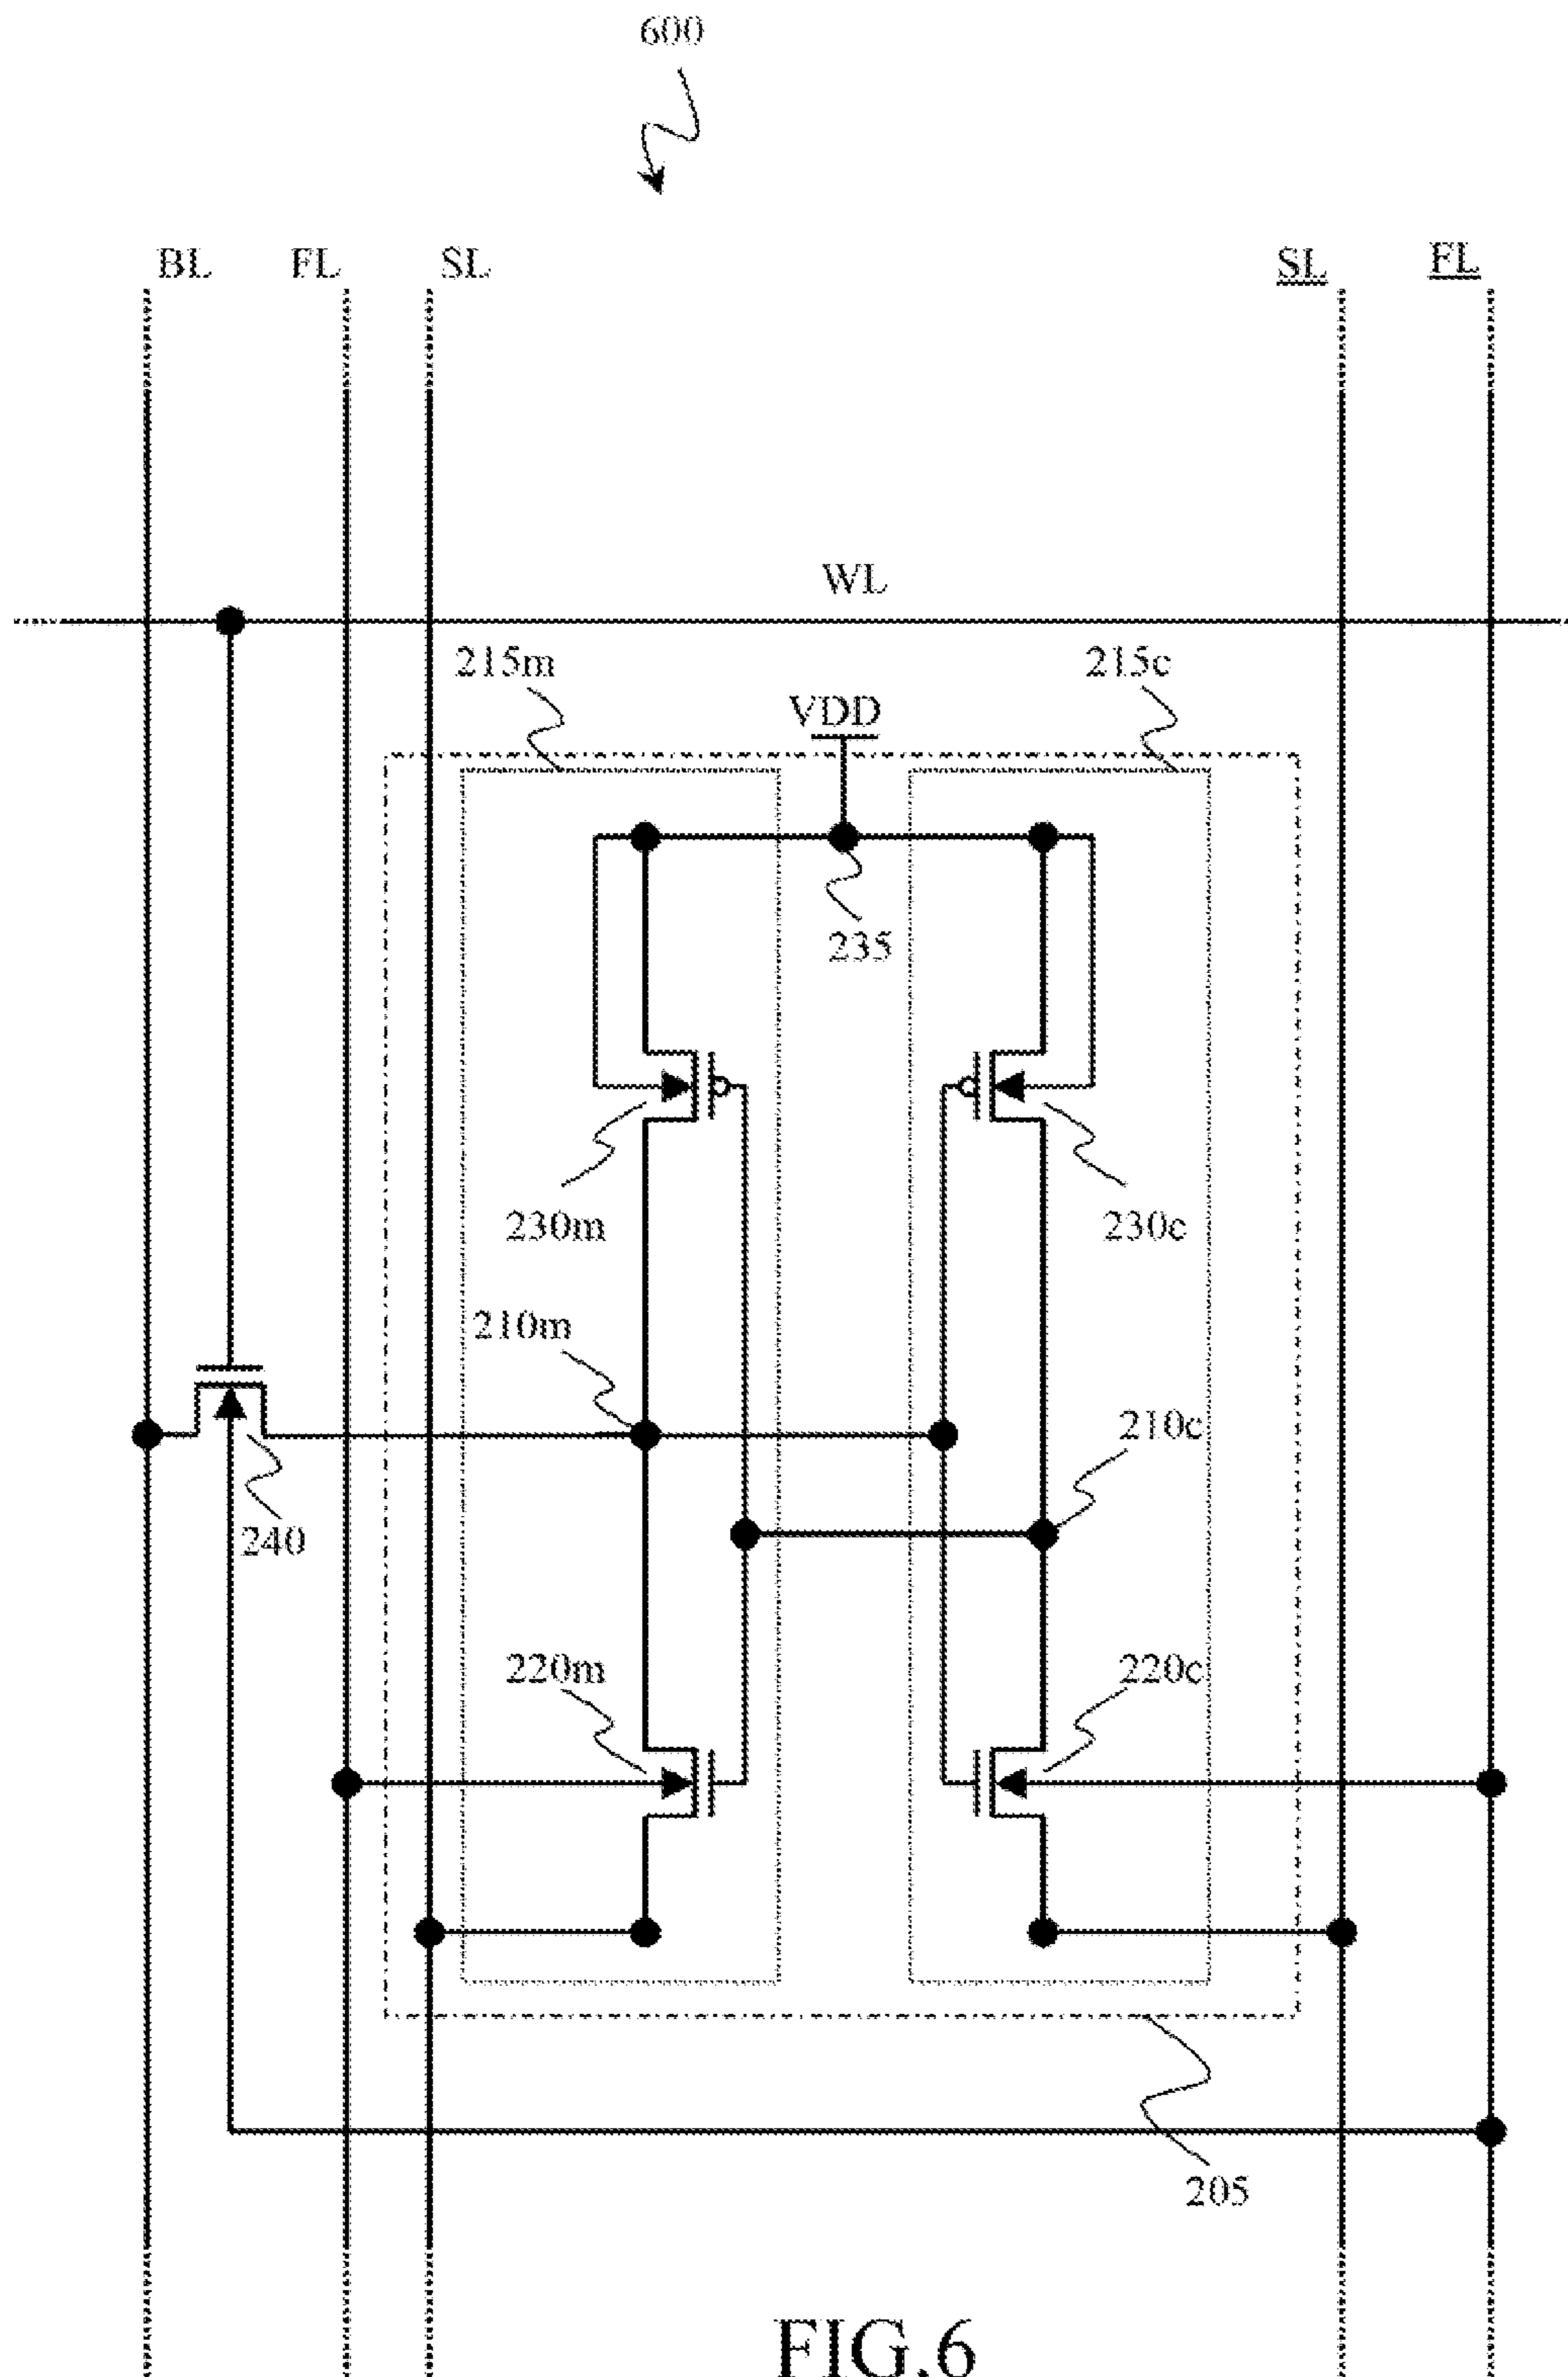 600
BL FL SL SL FL
WL
215m 215c
VDD
235
230m 230c
210m
210c
240
220m 220c
205
FIG.6